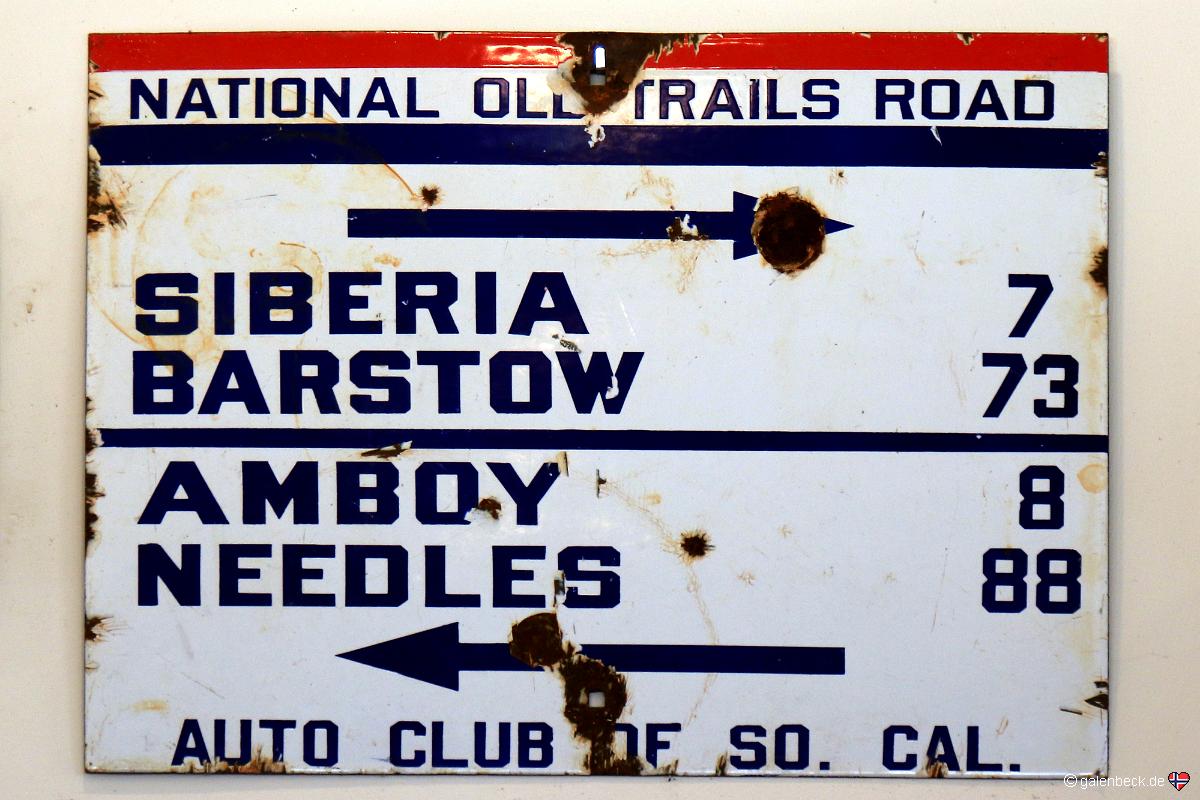 NATIONAL OLD TRAILS ROAD
SIBERIA 7
BARSTOW 73
AMBOY 8
NEEDLES 88
AUTO CLUB OF SO. CAL.
© galenbeck.de